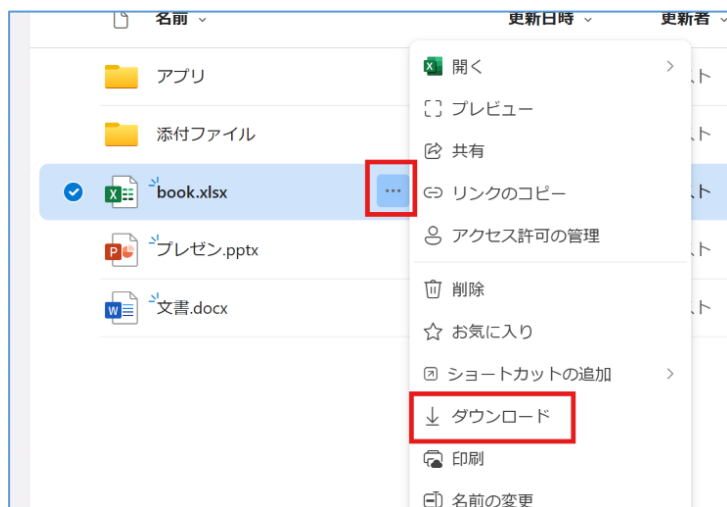 名前
更新日時
更新者
アプリ
添付ファイル
book.xlsx
プレゼン.pptx
文書.docx
開く
プレビュー
共有
リンクのコピー
アクセス許可の管理
削除
お気に入り
ショートカットの追加
ダウンロード
印刷
名前の変更